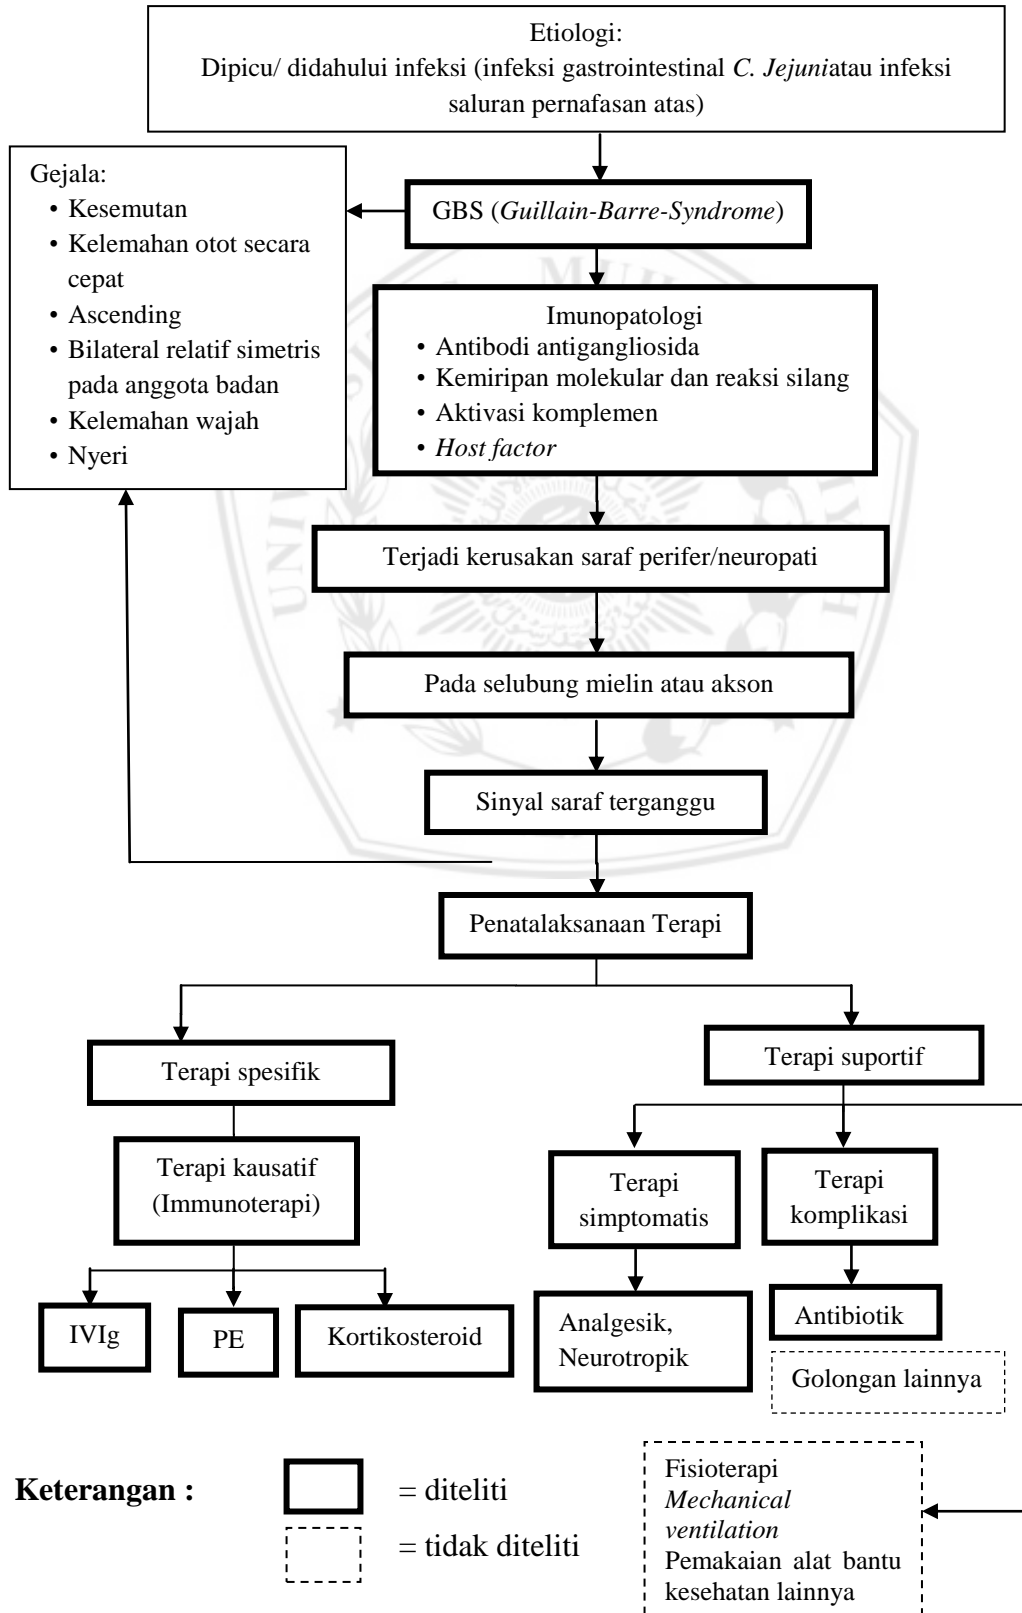 Etiologi:
Dipicu/ didahului infeksi (infeksi gastrointestinal C. Jejuniatau infeksi
saluran pernafasan atas)
Gejala:
• Kesemutan
• Kelemahan otot secara
cepat
• Ascending
• Bilateral relatif simetris
pada anggota badan
• Kelemahan wajah
• Nyeri
GBS (Guillain-Barre-Syndrome)
Imunopatologi
• Antibodi antigangliosida
• Kemiripan molekular dan reaksi silang
• Aktivasi komplemen
• Host factor
Terjadi kerusakan saraf perifer/neuropati
Pada selubung mielin atau akson
Sinyal saraf terganggu
Penatalaksanaan Terapi
Terapi spesifik
Terapi suportif
Terapi kausatif
(Immunoterapi)
Terapi
simptomatis
Terapi
komplikasi
IVIg
PE
Kortikosteroid
Analgesik,
Neurotropik
Antibiotik
Golongan lainnya
Keterangan :
= diteliti
= tidak diteliti
Fisioterapi
Mechanical
ventilation
Pemakaian alat bantu
kesehatan lainnya